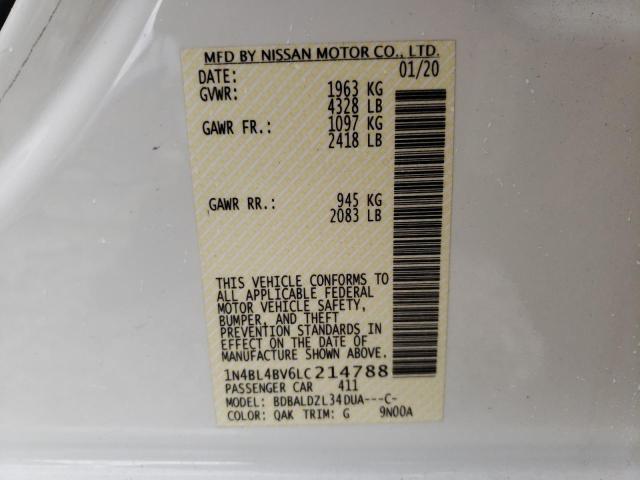 MFD BY NISSAN MOTOR CO., LTD.
DATE: 01/20
GVWR: 1963 KG
4328 LB
GAWR FR.: 1097 KG
2418 LB
GAWR RR.: 945 KG
2083 LB
THIS VEHICLE CONFORMS TO
ALL APPLICABLE FEDERAL
MOTOR VEHICLE SAFETY,
BUMPER, AND THEFT
PREVENTION STANDARDS IN
EFFECT ON THE DATE OF
MANUFACTURE SHOWN ABOVE.
1N4BL4BV6LC214788
PASSENGER CAR 411
MODEL: BDBALDZL34DUA---C-
COLOR: QAK TRIM: G 9N00A